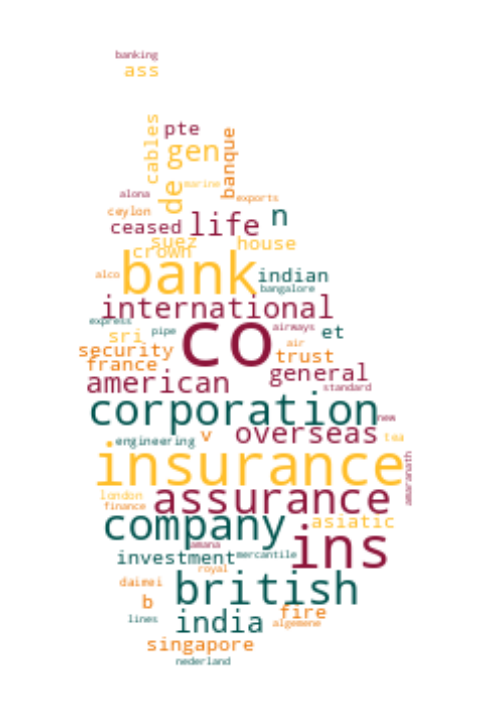 banking
ass
cables
pte
gen
banque
de
marine
alona
exports
ceylon
n
ceased
life
suez
house
crown
bank
indian
alco
bangalore
international
express
pipe
co
airways
et
sri
air
security
trust
france
general
american
standard
corporation
new
engineering
v
overseas
tea
insurance
amaranath
london
assurance
finance
company
asiatic
ins
amana
investment
mercantile
royal
daimei
british
b
fire
lines
india
algemene
singapore
nederland